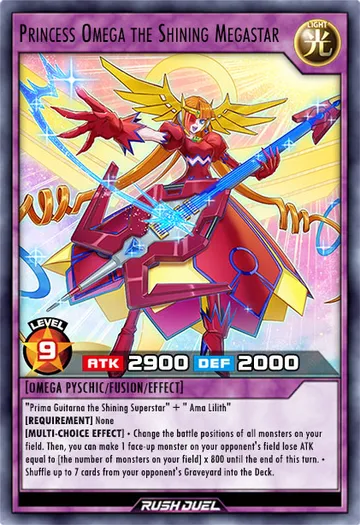 PRINCESS OMEGA THE SHINING MEGASTAR
LIGHT
光
LEVEL
9
ATK 2900 DEF 2000
[OMEGA PYSCHIC/FUSION/EFFECT]
"Prima Guitarna the Shining Superstar" + " Ama Lilith"
[REQUIREMENT] None
[MULTI-CHOICE EFFECT] • Change the battle positions of all monsters on your
field. Then, you can make 1 face-up monster on your opponent's field lose ATK
equal to [the number of monsters on your field] x 800 until the end of this turn. •
Shuffle up to 7 cards from your opponent's Graveyard into the Deck.
RUSH DUEL